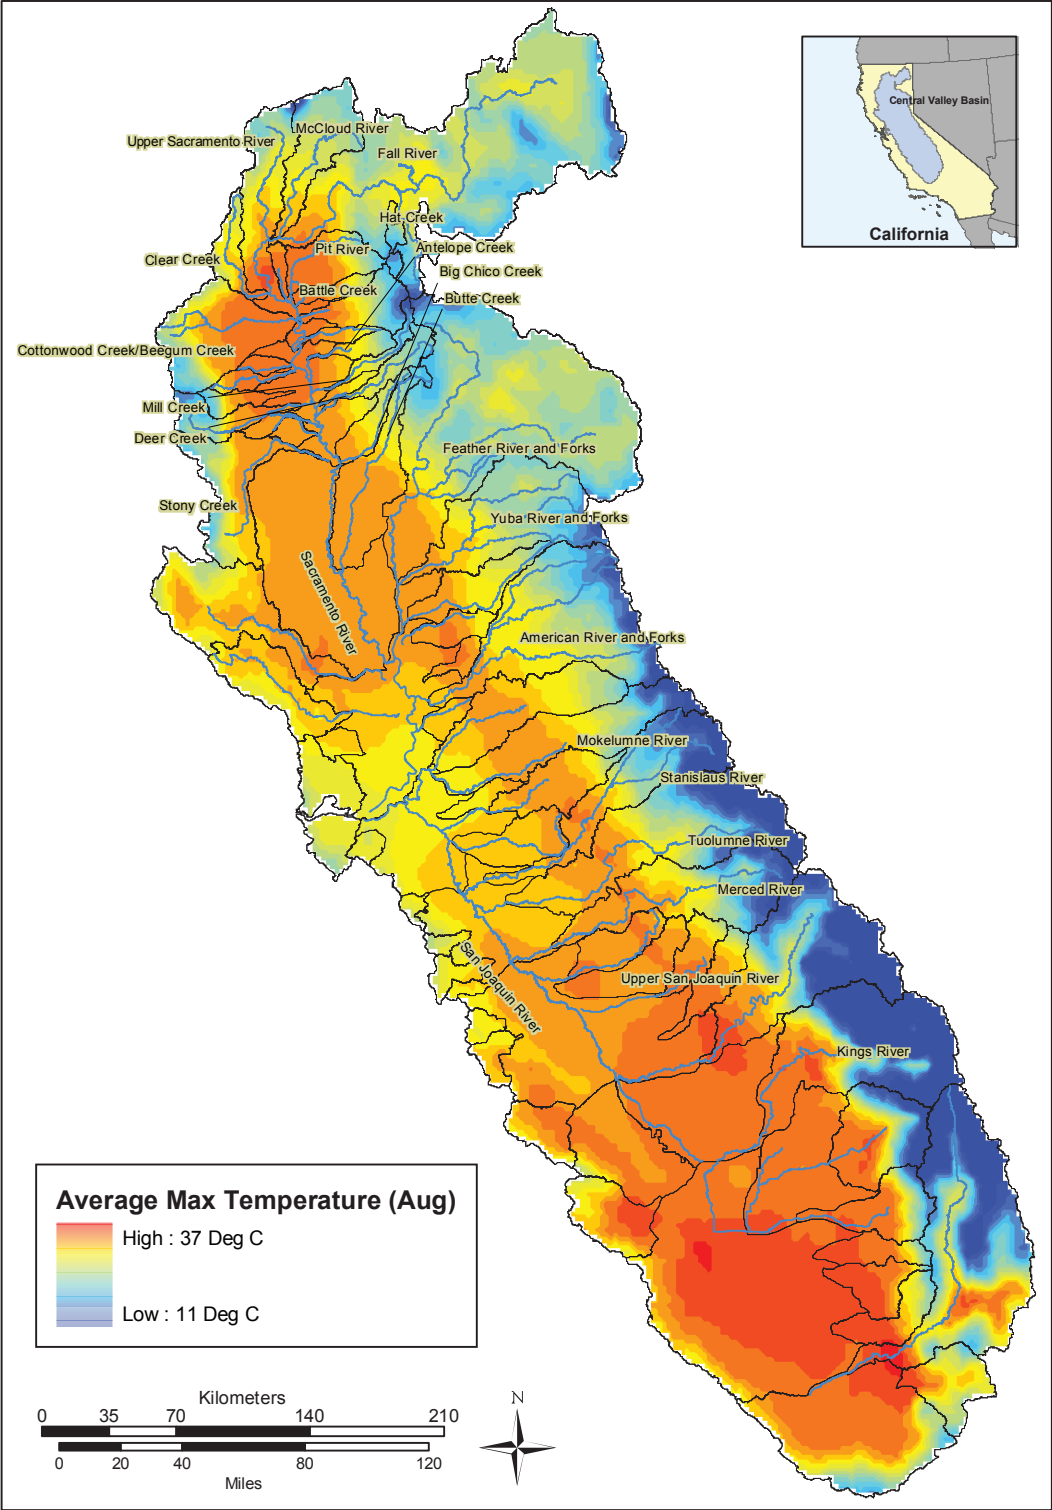 Central Valley Basin
California
McCloud River
Upper Sacramento River
Fall River
Hat Creek
Pit River
Antelope Creek
Clear Creek
Big Chico Creek
Battle Creek
Butte Creek
Cottonwood Creek/Beegum Creek
Mill Creek
Deer Creek
Feather River and Forks
Stony Creek
Yuba River and Forks
Sacramento River
American River and Forks
Mokelumne River
Stanislaus River
Tuolumne River
Merced River
San Joaquin River
Upper San Joaquin River
Kings River
Average Max Temperature (Aug)
High : 37 Deg C
Low : 11 Deg C
Kilometers
0 35 70 140 210
0 20 40 80 120
Miles
N